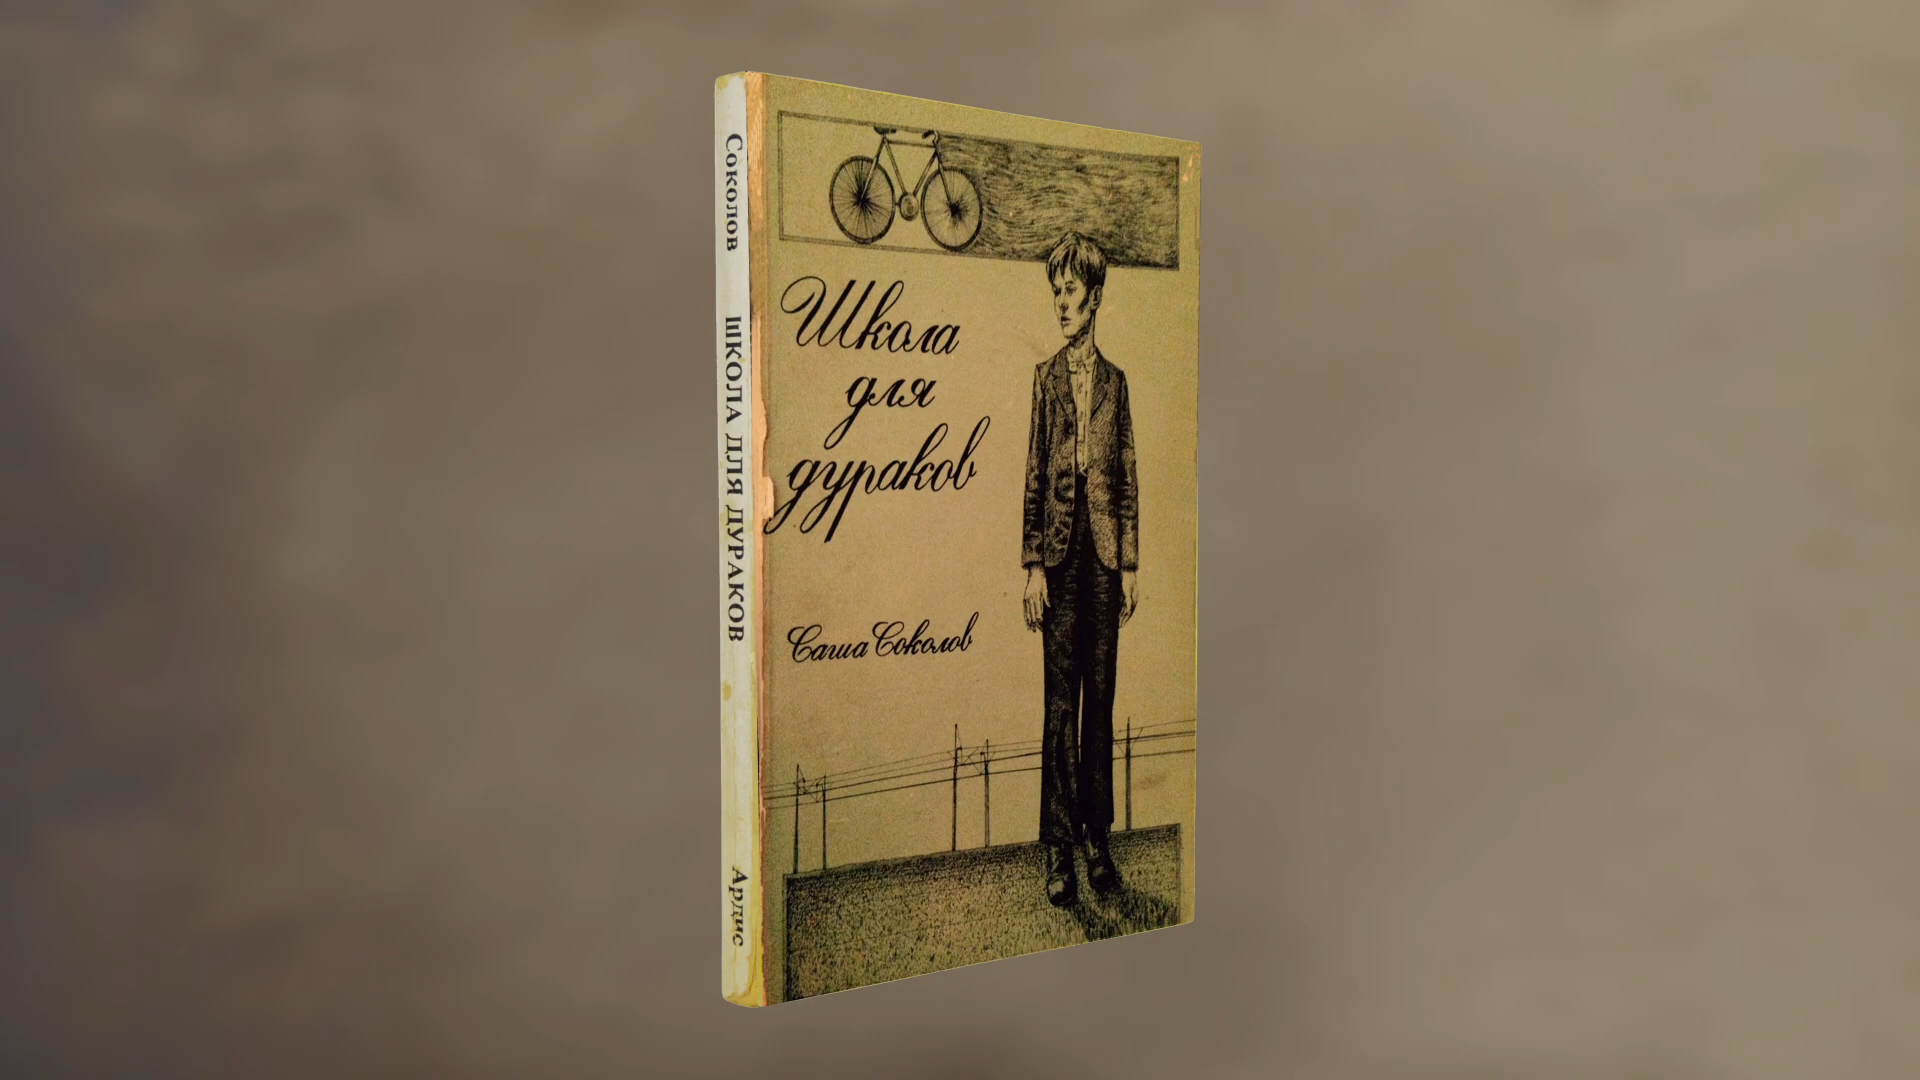 Соколов ШКОЛА ДЛЯ ДУРАКОВ Ардис
Школа
для
дураков
Саша Соколов